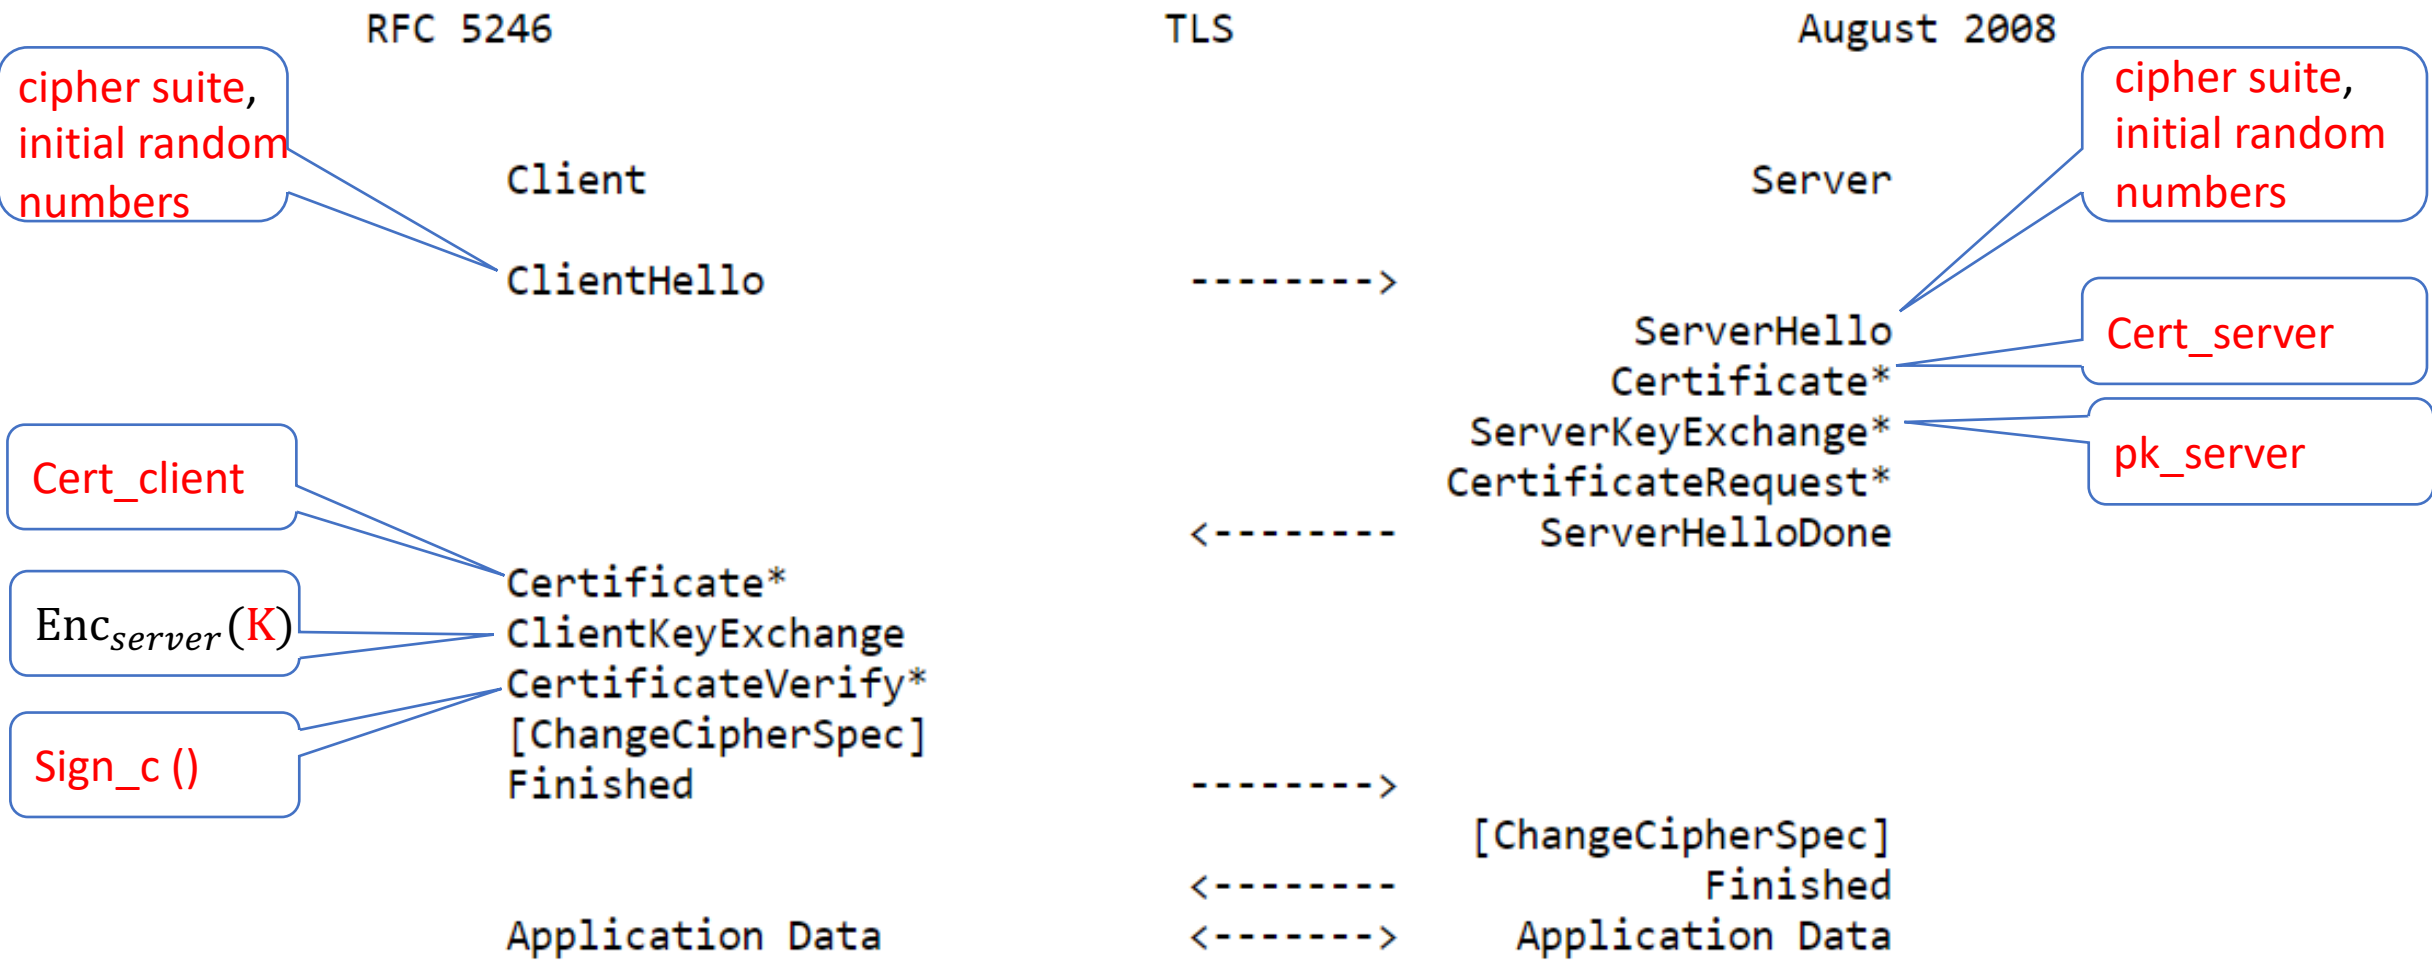 RFC 5246 TLS August 2008
cipher suite,
initial random
numbers
cipher suite,
initial random
numbers
Client Server
ClientHello -------->
ServerHello
Cert_server
Certificate*
ServerKeyExchange*
pk_server
Cert_client
CertificateRequest*
<-------- ServerHelloDone
Certificate*
Enc_server(K)
ClientKeyExchange
CertificateVerify*
[ChangeCipherSpec]
Sign_c ()
Finished -------->
[ChangeCipherSpec]
<-------- Finished
Application Data <-------> Application Data